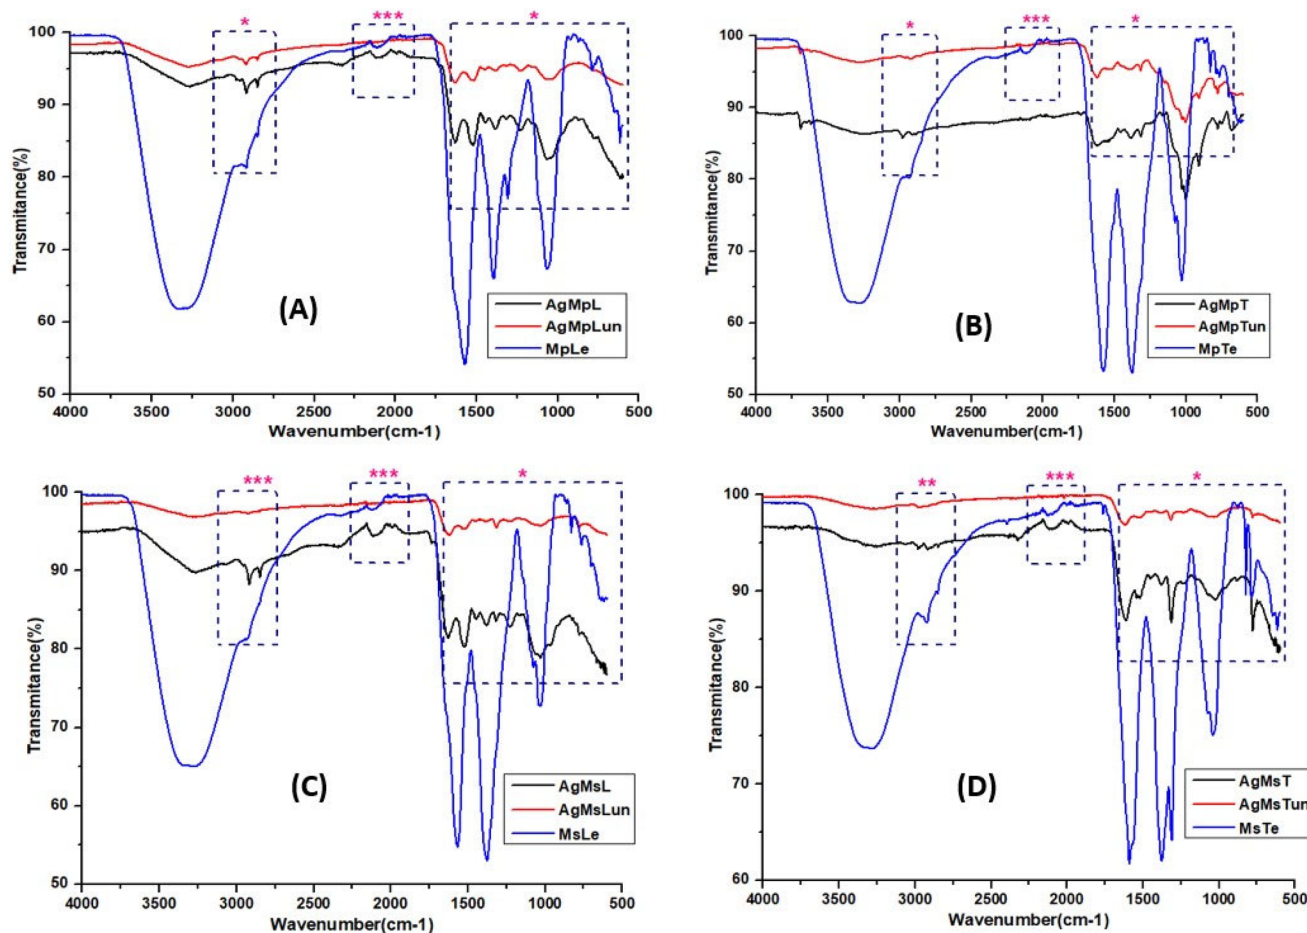 * *** *
Transmitance(%)
100
90
80
70
60
50
(A)
AgMpL
AgMpLun
MpLe
4000 3500 3000 2500 2000 1500 1000 500
Wavenumber(cm-1)
* *** *
Transmitance(%)
100
90
80
70
60
50
(B)
AgMpT
AgMpTun
MpTe
4000 3500 3000 2500 2000 1500 1000 500
Wavenumber(cm-1)
*** *** *
Transmitance(%)
100
90
80
70
60
50
(C)
AgMsL
AgMsLun
MsLe
4000 3500 3000 2500 2000 1500 1000 500
Wavenumber(cm-1)
** *** *
Transmitance(%)
100
90
80
70
60
(D)
AgMsT
AgMsTun
MsTe
4000 3500 3000 2500 2000 1500 1000 500
Wavenumber(cm-1)